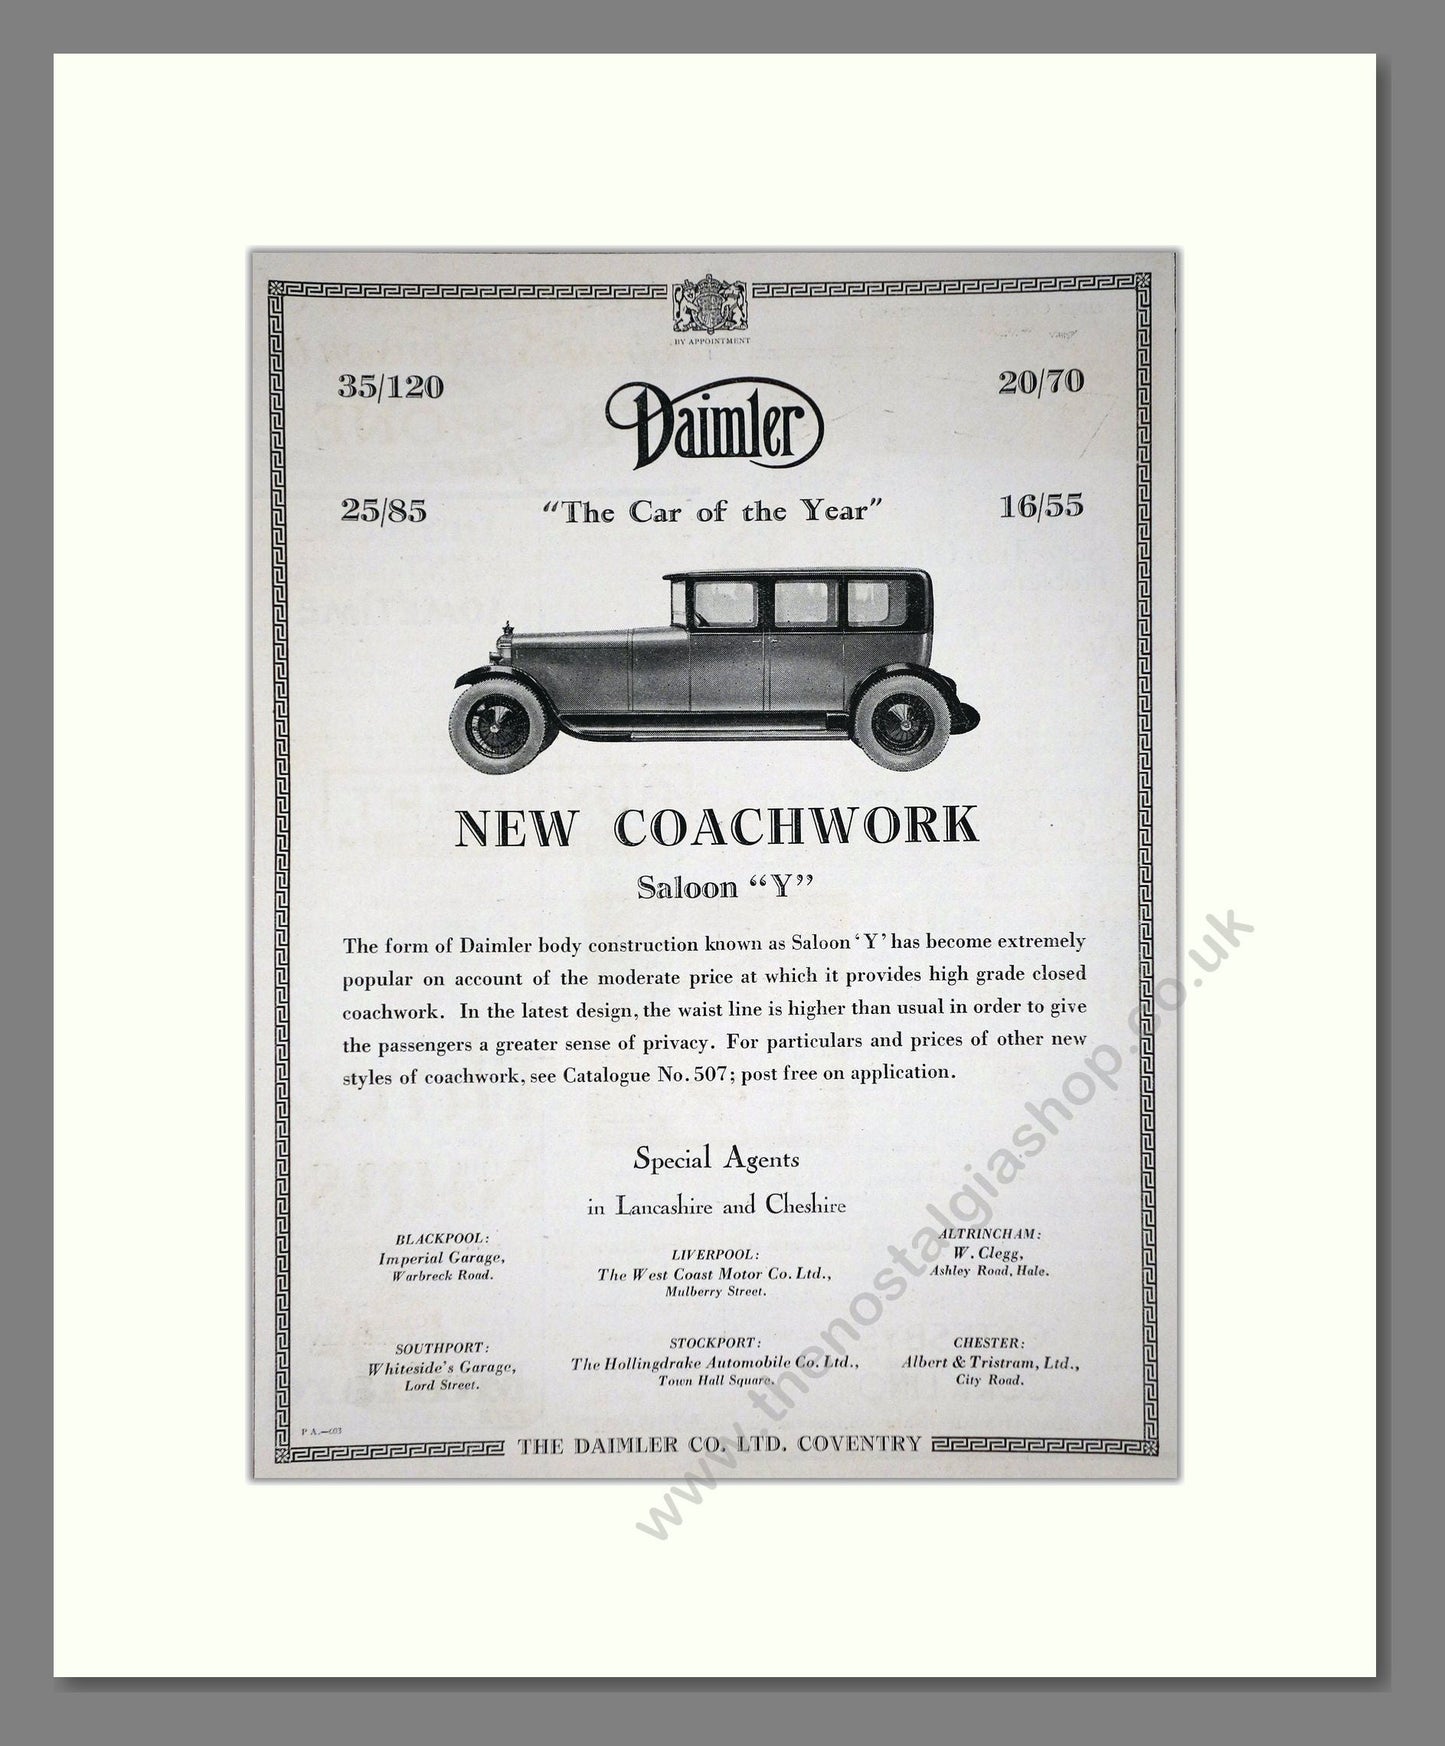 BY APPOINTMENT
35/120
20/70
Daimler
25/85
"The Car of the Year"
16/55
NEW COACHWORK
Saloon "Y"
The form of Daimler body construction known as Saloon 'Y' has become extremely
popular on account of the moderate price at which it provides high grade closed
coachwork. In the latest design, the waist line is higher than usual in order to give
the passengers a greater sense of privacy. For particulars and prices of other new
styles of coachwork, see Catalogue No. 507; post free on application.
Special Agents
in Lancashire and Cheshire
BLACKPOOL:
Imperial Garage,
Warbreck Road.
LIVERPOOL:
The West Coast Motor Co. Ltd.,
Mulberry Street.
ALTRINCHAM:
W. Clegg,
Ashley Road, Hale.
SOUTHPORT:
Whiteside's Garage,
Lord Street.
STOCKPORT:
The Hollingdrake Automobile Co. Ltd.,
Town Hall Square.
CHESTER:
Albert & Tristram, Ltd.,
City Road.
P A.—
THE DAIMLER CO. LTD. COVENTRY
www.thenostalgiashop.co.uk